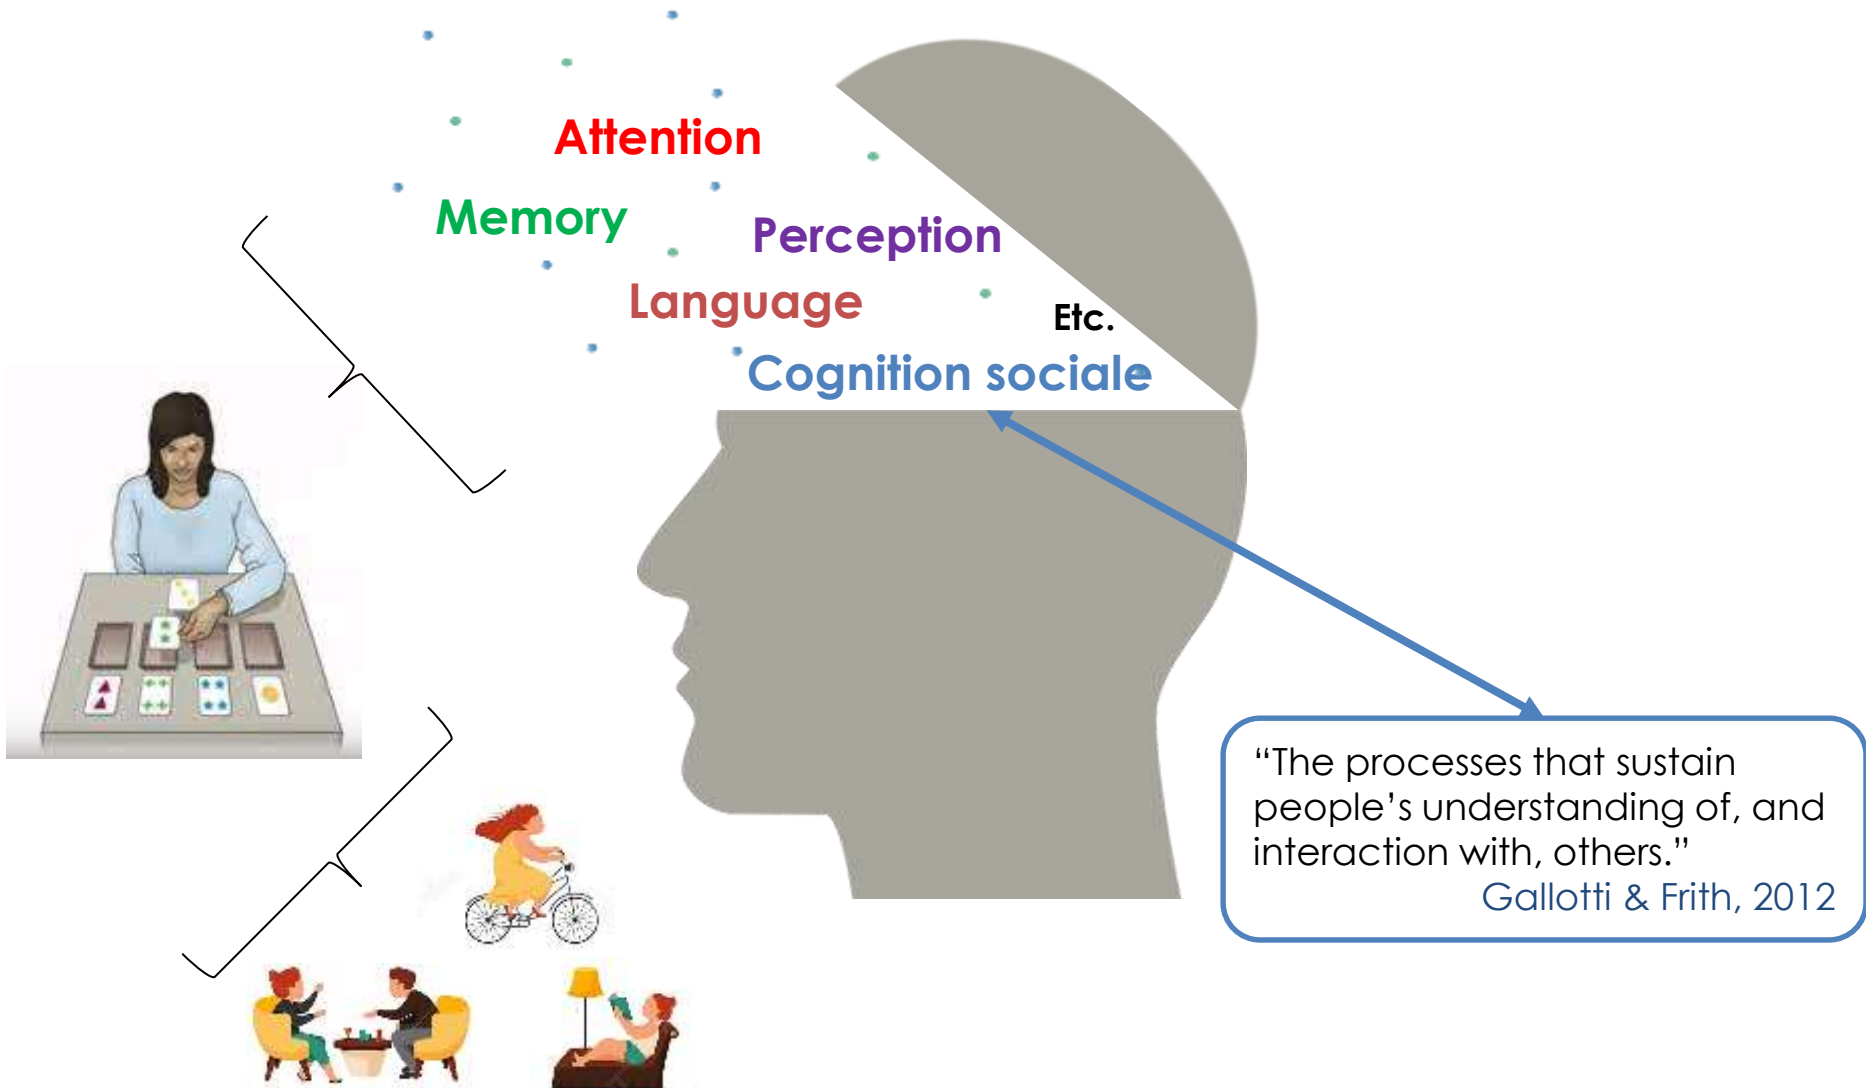 Attention
Memory
Perception
Language
Etc.
Cognition sociale
“The processes that sustain
people’s understanding of, and
interaction with, others.”
Gallotti & Frith, 2012